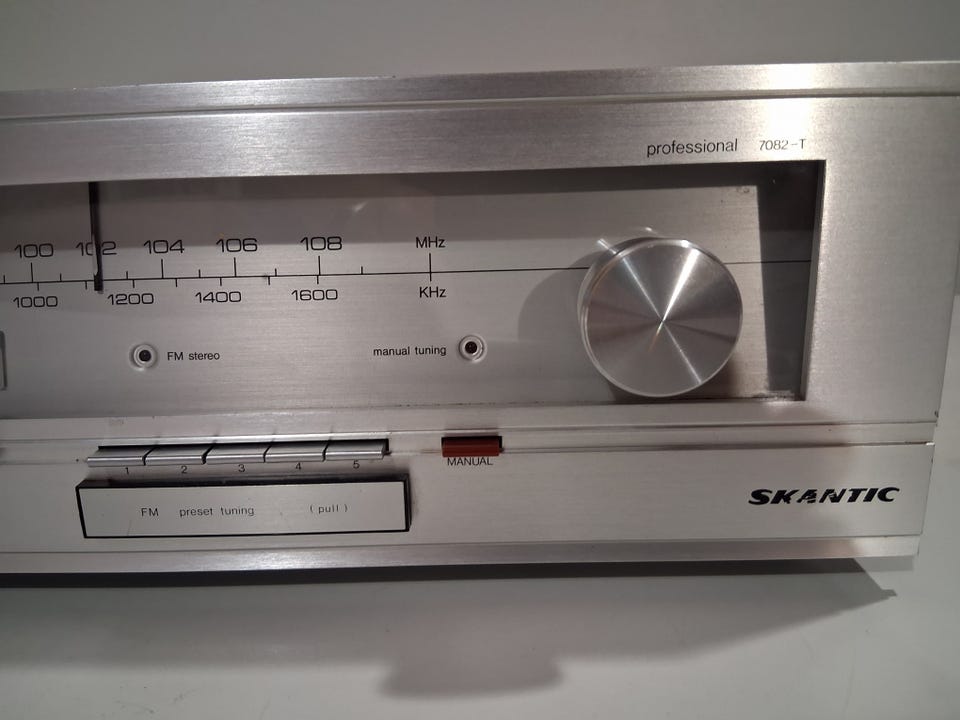 professional 7082-T
100 102 104 106 108 MHz
1000 1200 1400 1600 KHz
FM stereo manual tuning
1 2 3 4 5 MANUAL
FM preset tuning (pull)
SKANTIC